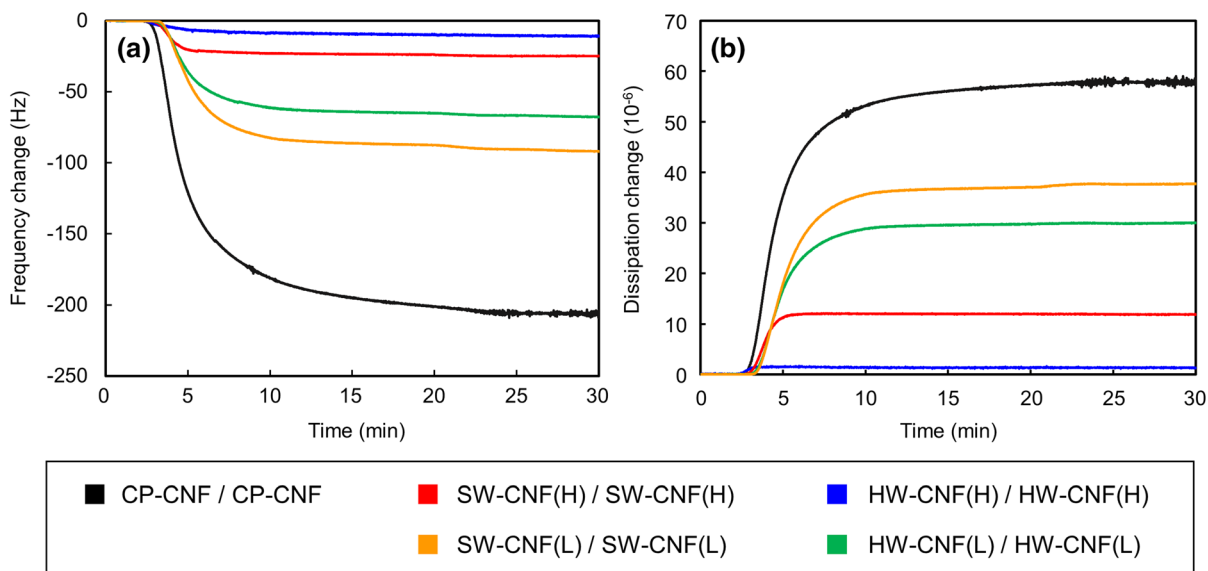 (a)
Frequency change (Hz)
0
-50
-100
-150
-200
-250
0
5
10
15
20
25
30
Time (min)
(b)
Dissipation change (10⁻⁶)
70
60
50
40
30
20
10
0
0
5
10
15
20
25
30
Time (min)
CP-CNF / CP-CNF
SW-CNF(H) / SW-CNF(H)
HW-CNF(H) / HW-CNF(H)
SW-CNF(L) / SW-CNF(L)
HW-CNF(L) / HW-CNF(L)